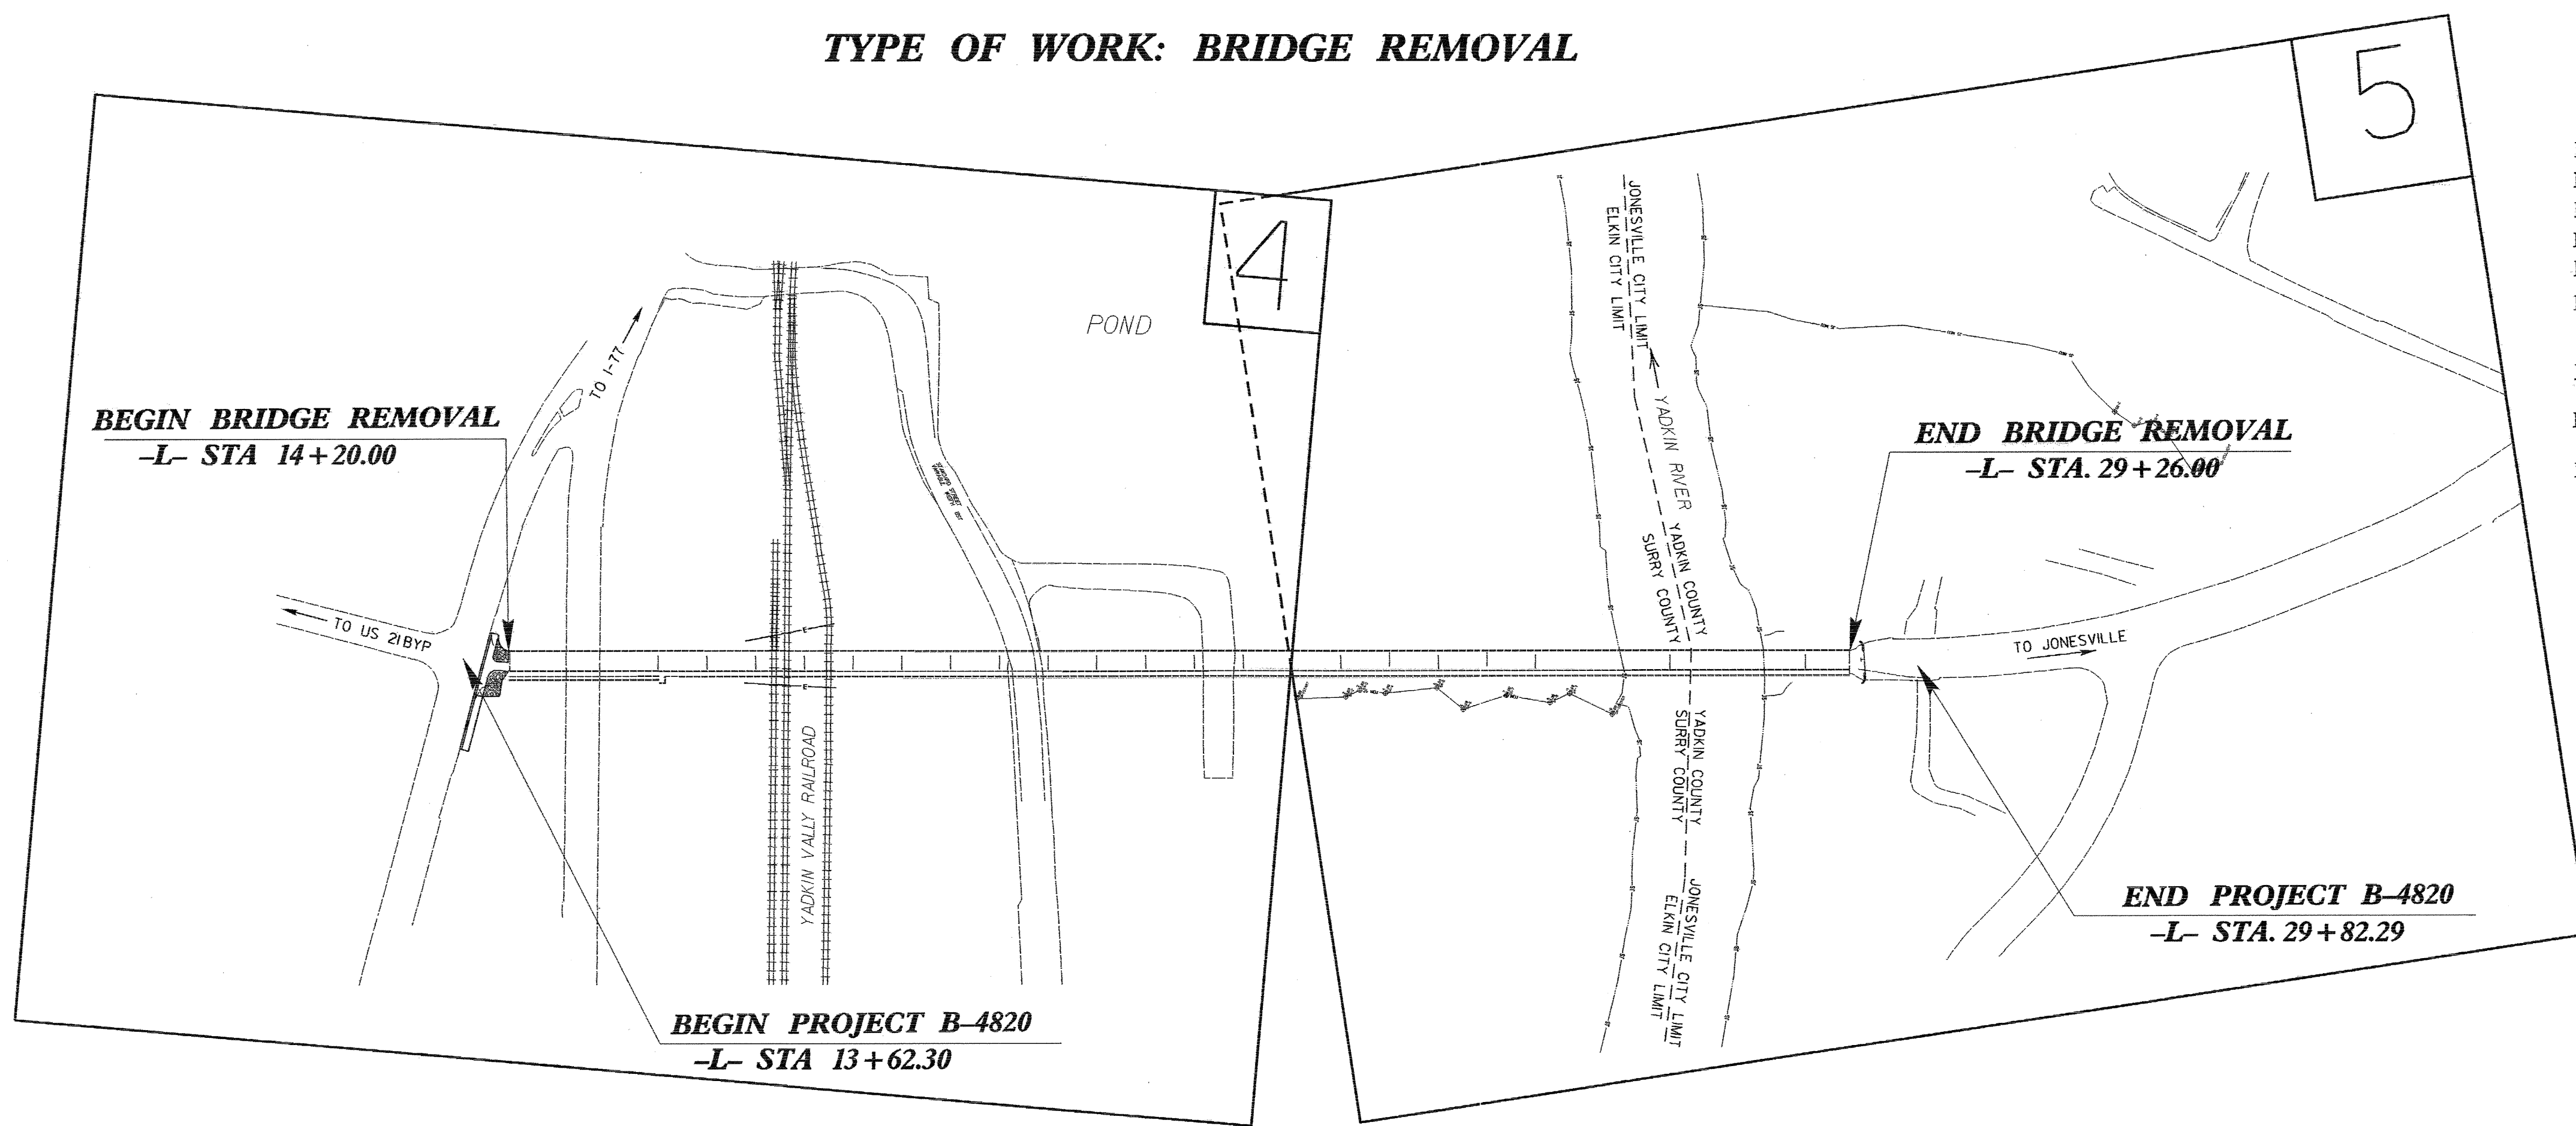 TYPE OF WORK: BRIDGE REMOVAL
5
4
POND
TO I-77
BEGIN BRIDGE REMOVAL
-L- STA 14+20.00
TO US 21BYP
YADKIN VALLY RAILROAD
BEGIN PROJECT B-4820
-L- STA 13+62.30
JONESVILLE CITY LIMIT
ELKIN CITY LIMIT
YADKIN RIVER
YADKIN COUNTY
SURRY COUNTY
YADKIN COUNTY
SURRY COUNTY
JONESVILLE CITY LIMIT
ELKIN CITY LIMIT
END BRIDGE REMOVAL
-L- STA. 29+26.00
TO JONESVILLE
END PROJECT B-4820
-L- STA. 29+82.29
E
E